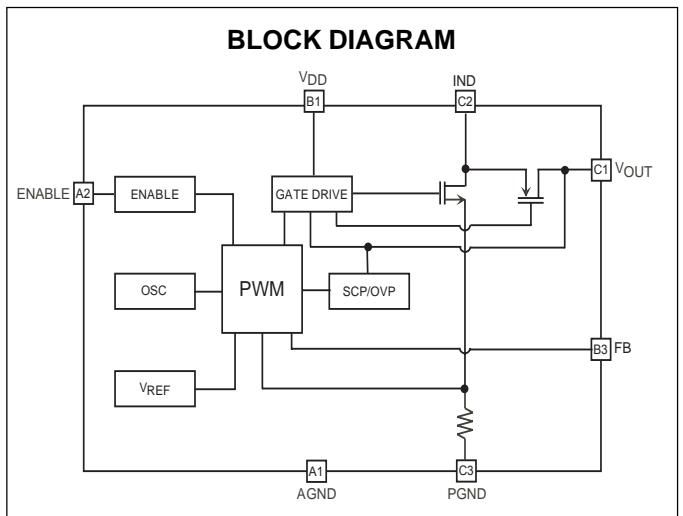 BLOCK DIAGRAM
VDD
IND
B1
C2
C1
VOUT
ENABLE
A2
ENABLE
GATE DRIVE
OSC
PWM
SCP/OVP
B3
FB
VREF
A1
C3
AGND
PGND